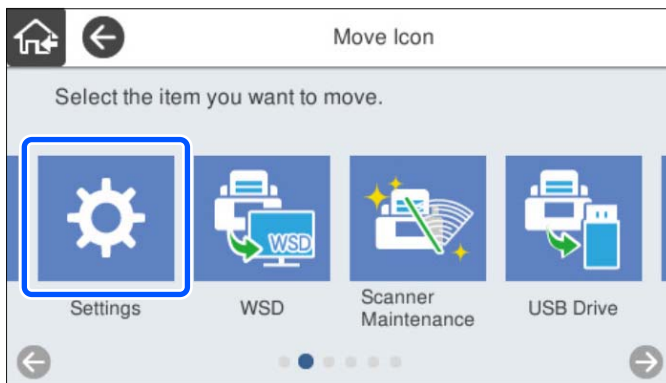 Move Icon
Select the item you want to move.
WSD
Settings
WSD
Scanner
Maintenance
USB Drive